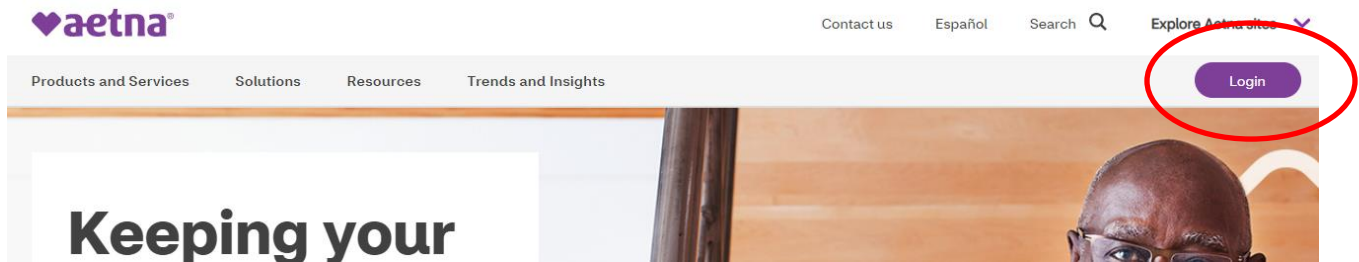 aetna®
Contact us Español Search Explore Aetna sites
Products and Services Solutions Resources Trends and Insights Login
Keeping your